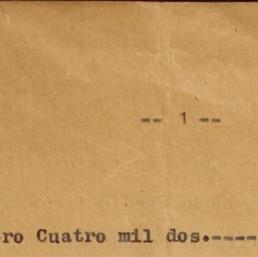 -- 1 --
ro Cuatro mil dos.-----